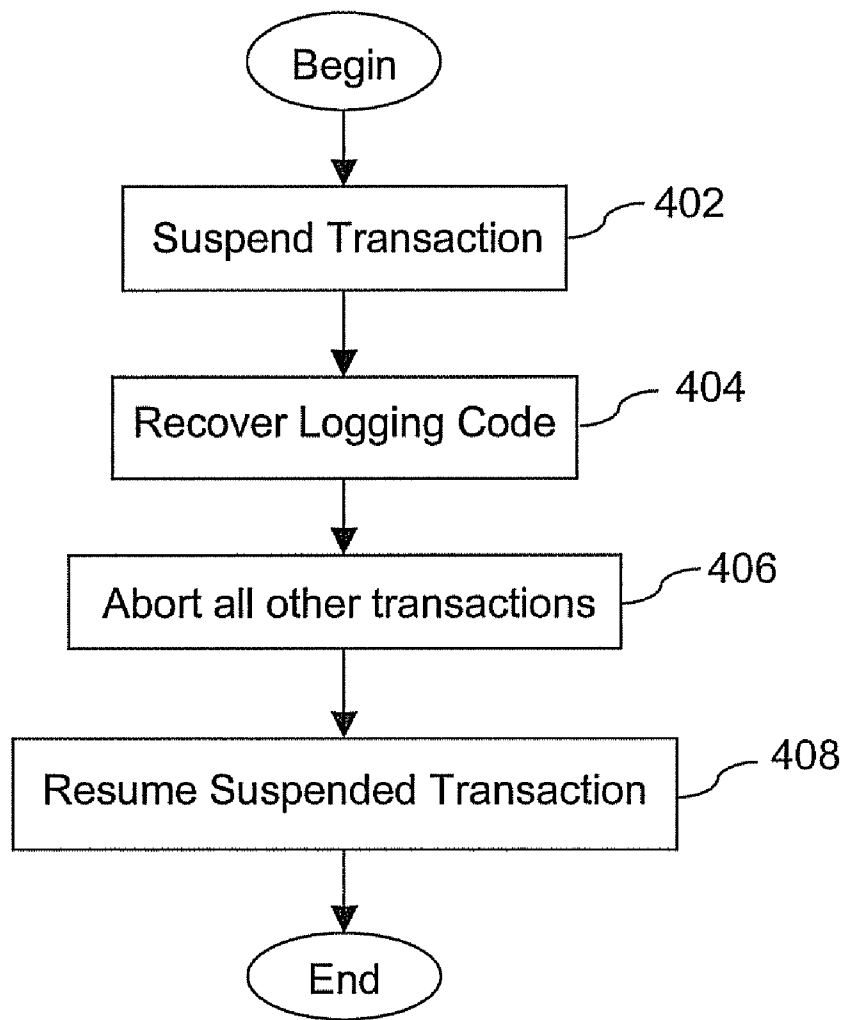 Begin
Suspend Transaction
402
Recover Logging Code
404
Abort all other transactions
406
Resume Suspended Transaction
408
End